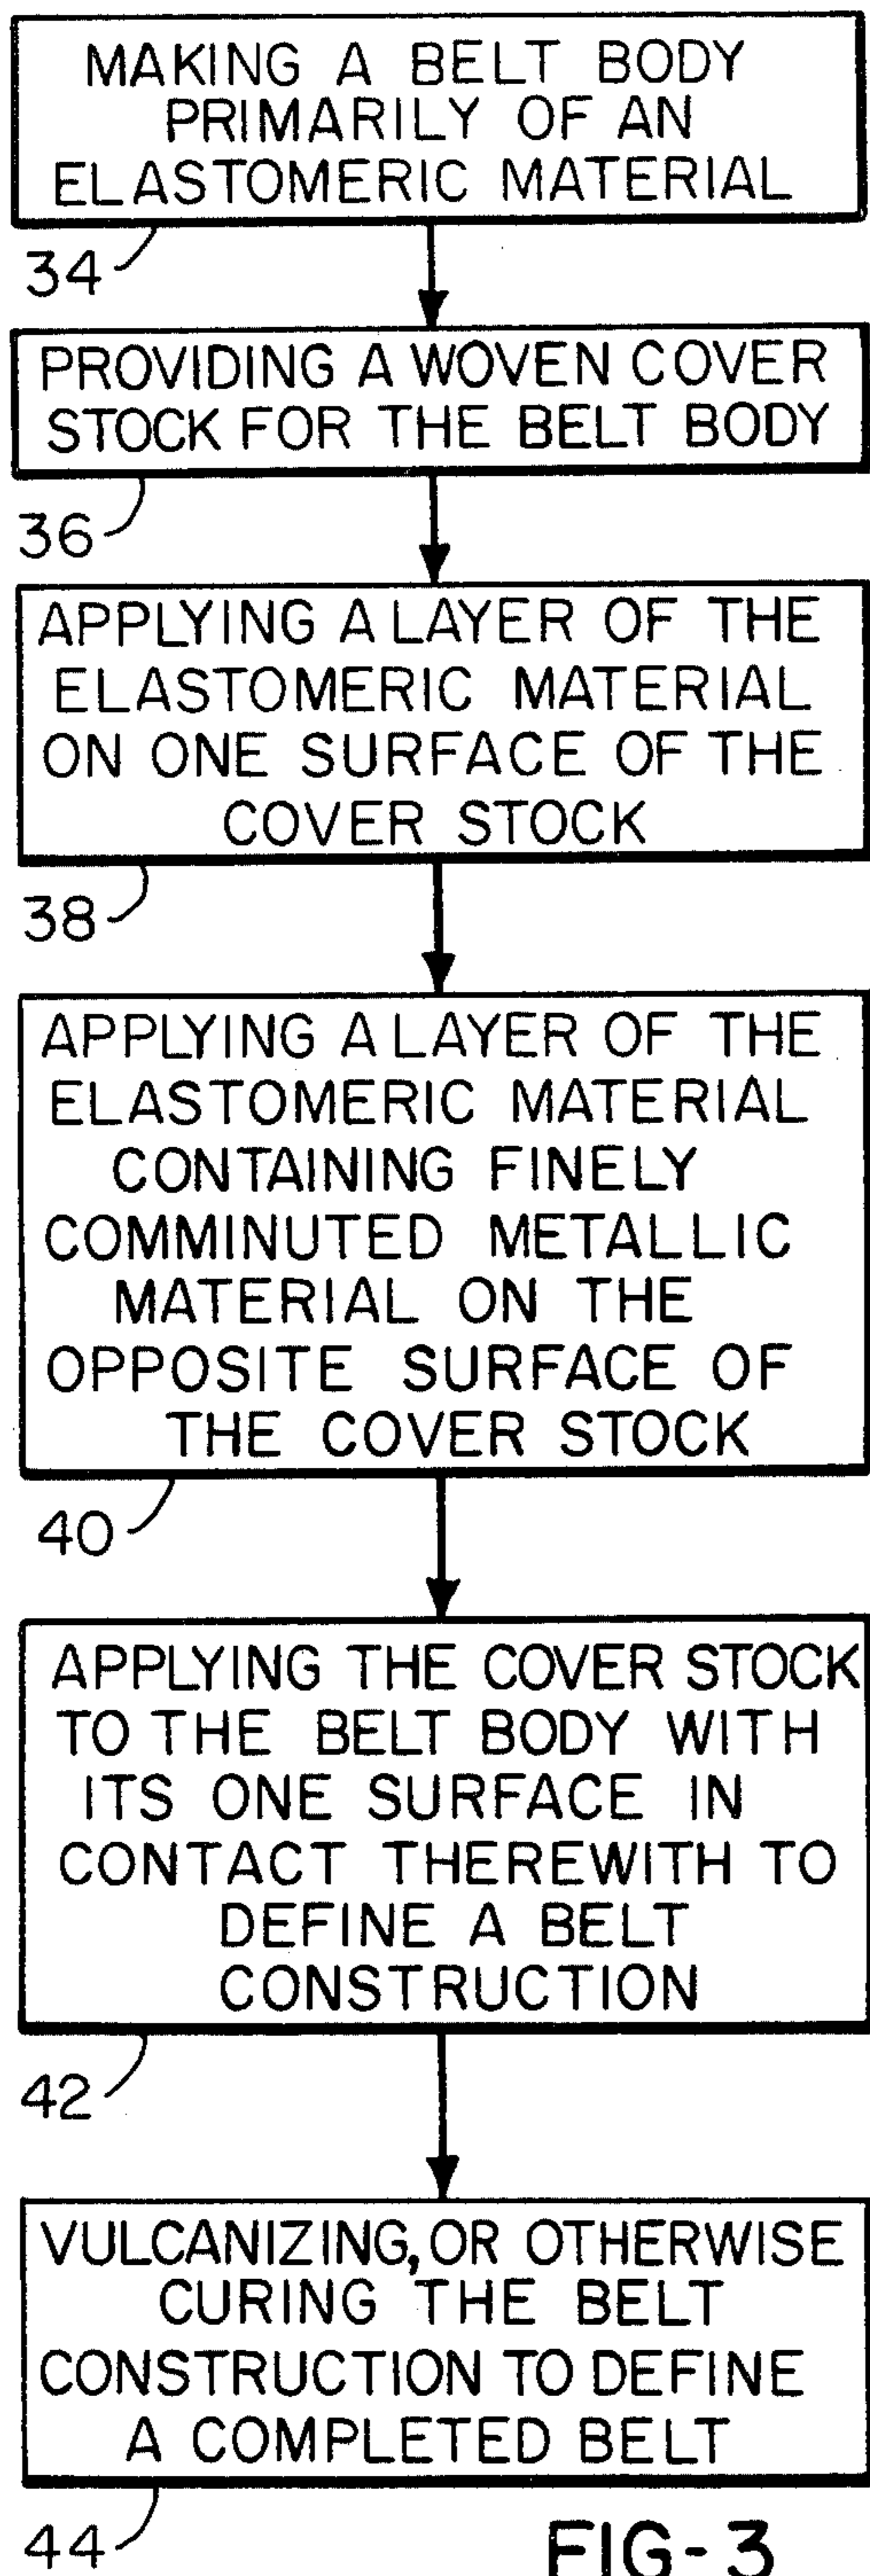 MAKING A BELT BODY
PRIMARILY OF AN
ELASTOMERIC MATERIAL
34
PROVIDING A WOVEN COVER
STOCK FOR THE BELT BODY
36
APPLYING A LAYER OF THE
ELASTOMERIC MATERIAL
ON ONE SURFACE OF THE
COVER STOCK
38
APPLYING A LAYER OF THE
ELASTOMERIC MATERIAL
CONTAINING FINELY
COMMINUTED METALLIC
MATERIAL ON THE
OPPOSITE SURFACE OF
THE COVER STOCK
40
APPLYING THE COVER STOCK
TO THE BELT BODY WITH
ITS ONE SURFACE IN
CONTACT THEREWITH TO
DEFINE A BELT
CONSTRUCTION
42
VULCANIZING, OR OTHERWISE
CURING THE BELT
CONSTRUCTION TO DEFINE
A COMPLETED BELT
44
FIG-3